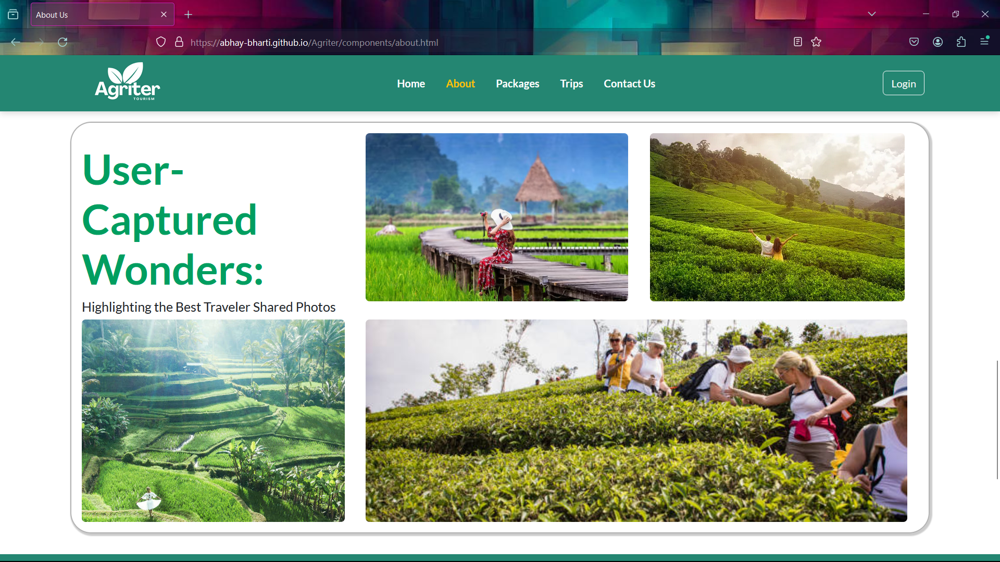 About Us
https://abhay-bharti.github.io/Agriter/components/about.html
Agriter
TOURISM
Home
About
Packages
Trips
Contact Us
Login
User-
Captured
Wonders:
Highlighting the Best Traveler Shared Photos